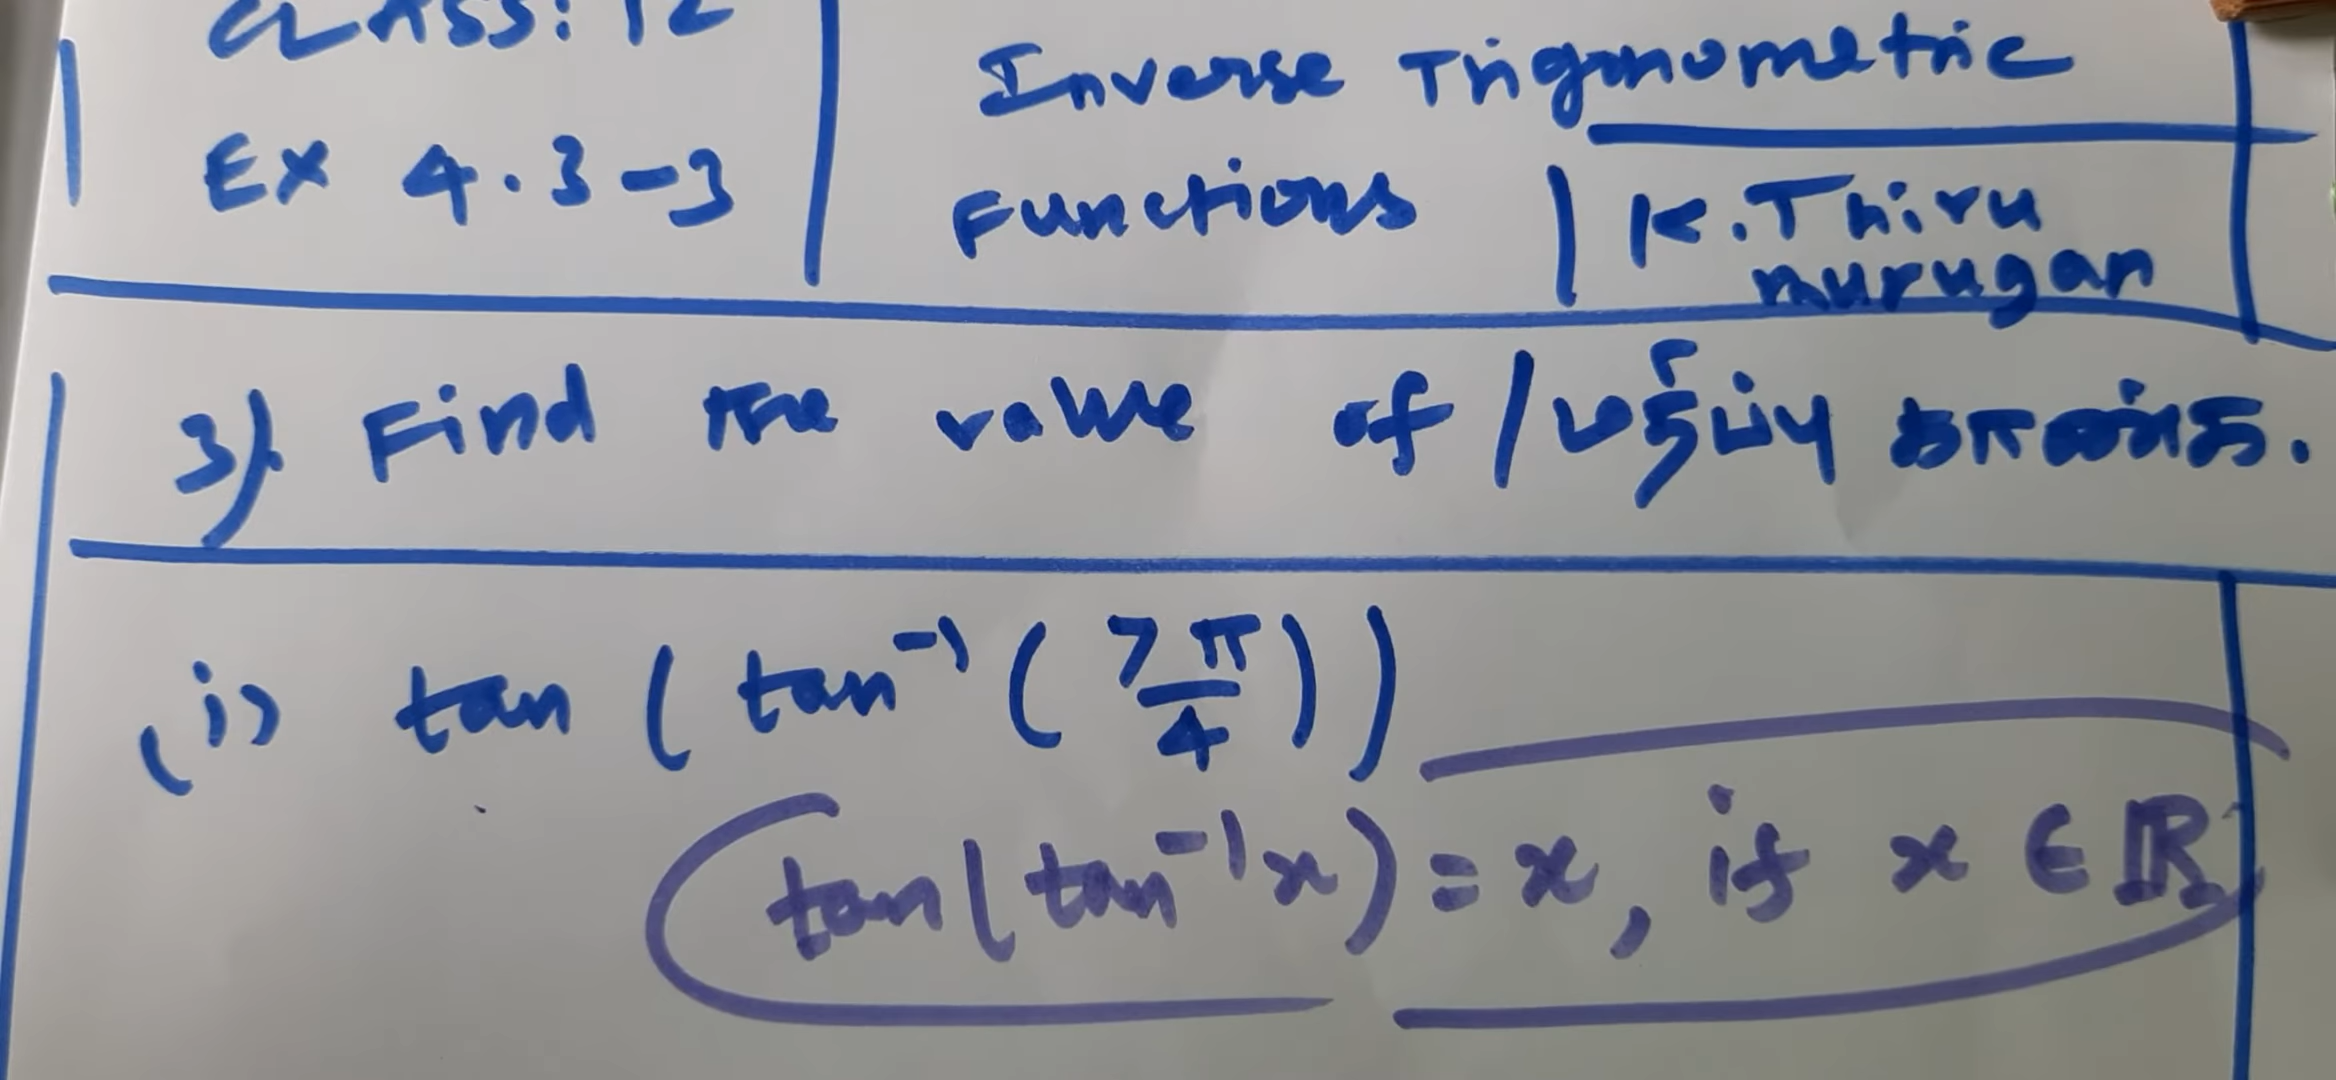 CLASS: 12
Inverse Trigonometric
EX 4.3-3
Functions
K.Thiru
murugan
3) Find the value of / மதிப்பு காண்க.
(i) tan ( tan⁻¹ ( 7π/4 ) )
tan(tan⁻¹x) = x, if x ∈ ℝ